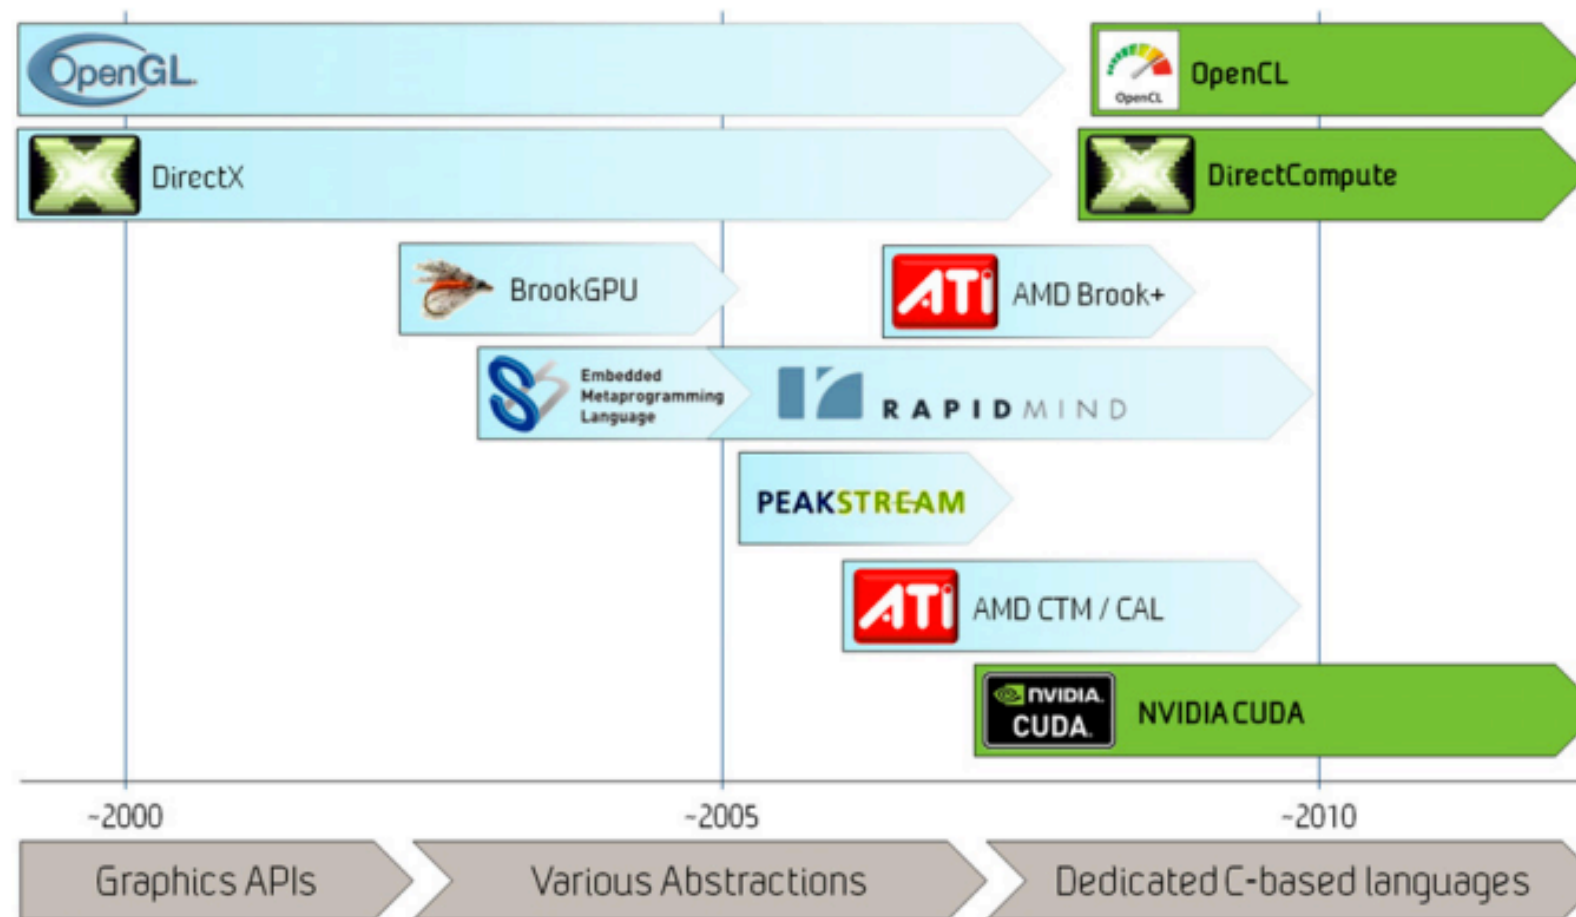 OpenGL.
OpenCL
OpenCL
DirectX
DirectCompute
BrookGPU
ATI
AMD Brook+
Embedded
Metaprogramming
Language
RAPIDMIND
PEAKSTREAM
ATI
AMD CTM / CAL
NVIDIA.
CUDA.
NVIDIA CUDA
~2000
~2005
~2010
Graphics APIs
Various Abstractions
Dedicated C-based languages